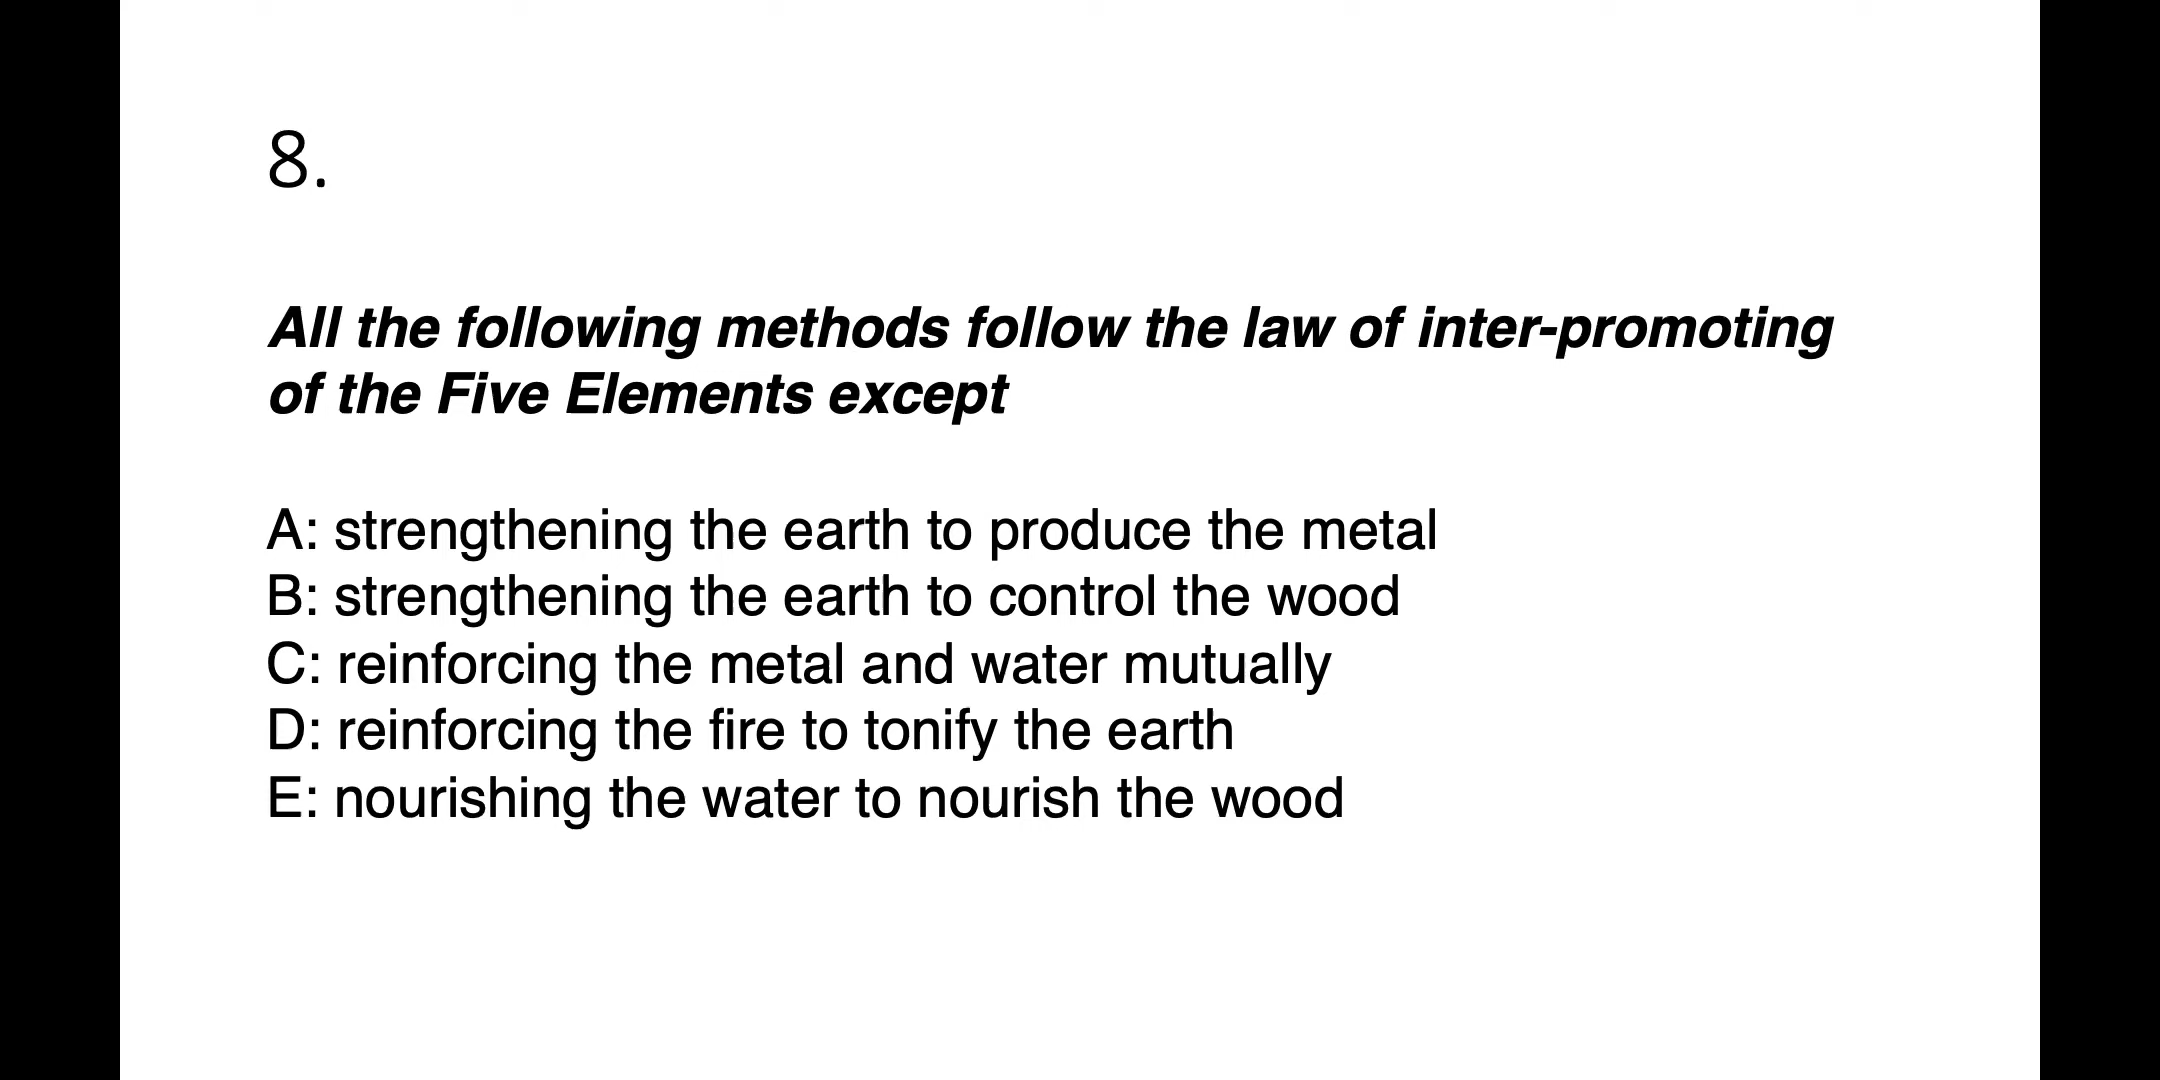 8.
All the following methods follow the law of inter-promoting
of the Five Elements except
A: strengthening the earth to produce the metal
B: strengthening the earth to control the wood
C: reinforcing the metal and water mutually
D: reinforcing the fire to tonify the earth
E: nourishing the water to nourish the wood